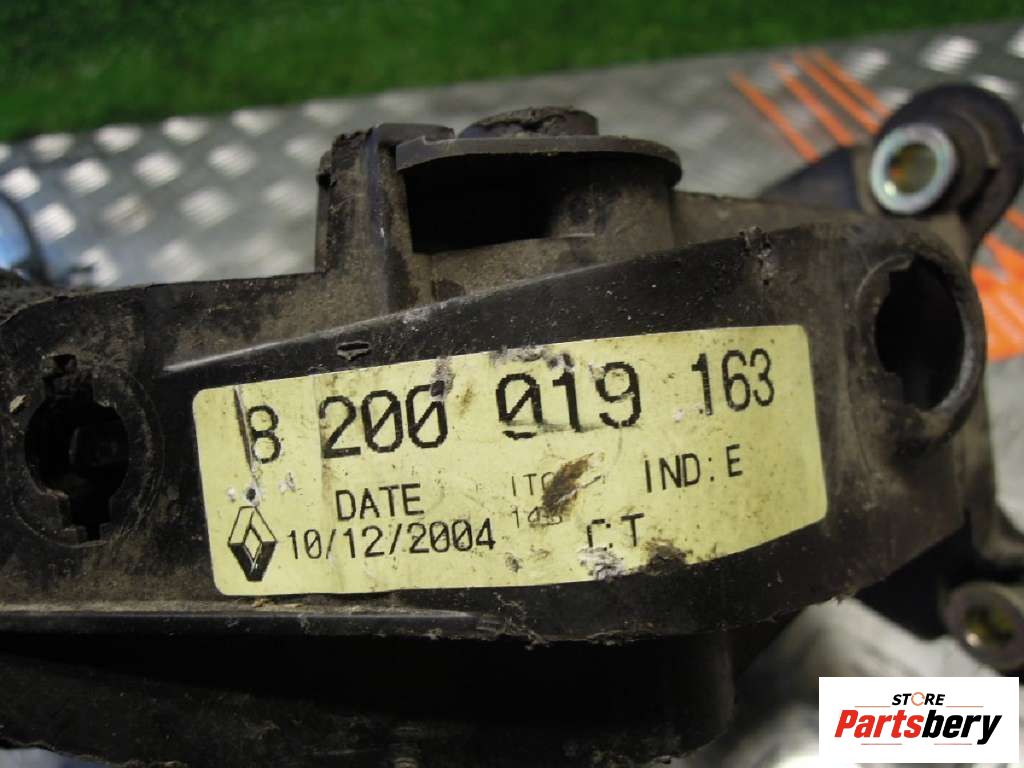 8 200 019 163
DATE IND: E
10/12/2004
STORE
Partsbery